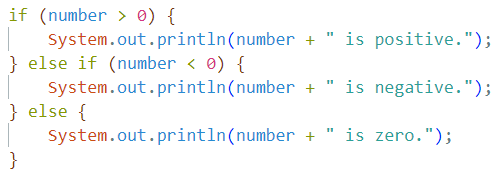 if (number > 0) {
    System.out.println(number + " is positive.");
} else if (number < 0) {
    System.out.println(number + " is negative.");
} else {
    System.out.println(number + " is zero.");
}